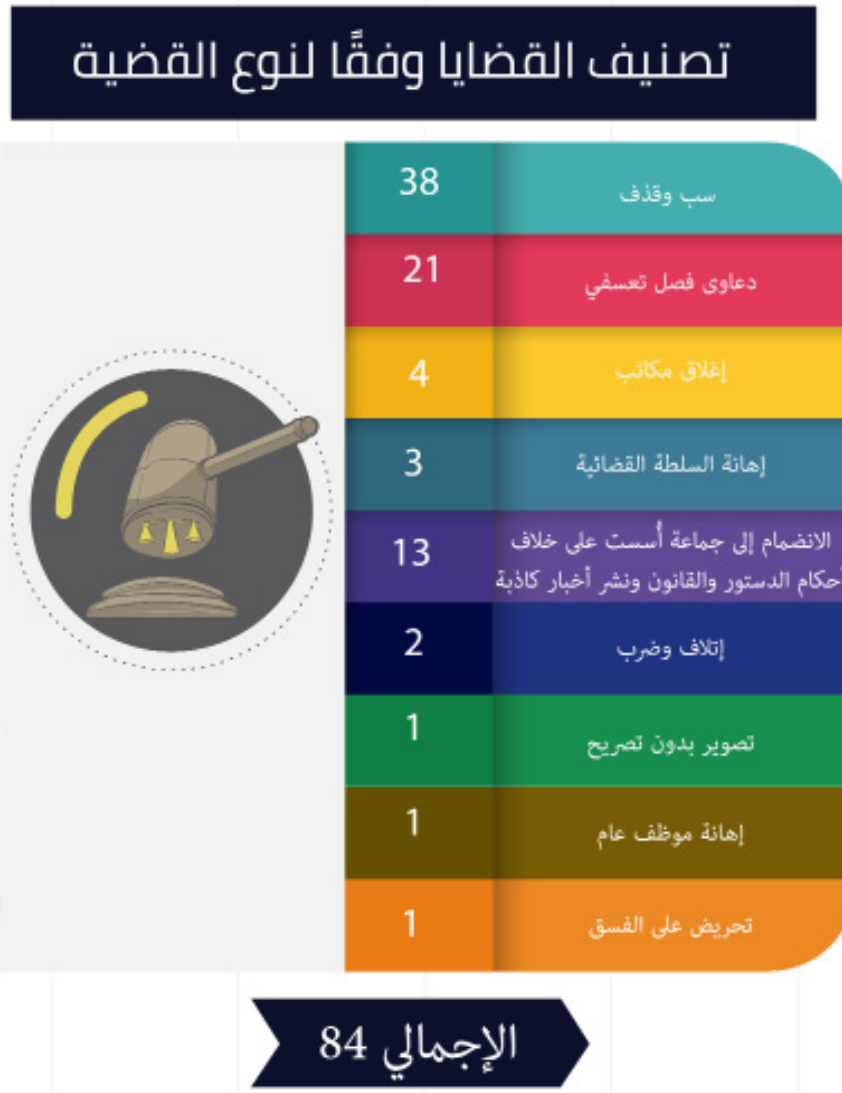 تصنيف القضايا وفقًا لنوع القضية
سب وقذف 38
دعاوى فصل تعسفي 21
إغلاق مكاتب 4
إهانة السلطة القضائية 3
الانضمام إلى جماعة أُسست على خلاف
أحكام الدستور والقانون ونشر أخبار كاذبة 13
إتلاف وضرب 2
تصوير بدون تصريح 1
إهانة موظف عام 1
تحريض على الفسق 1
الإجمالي 84